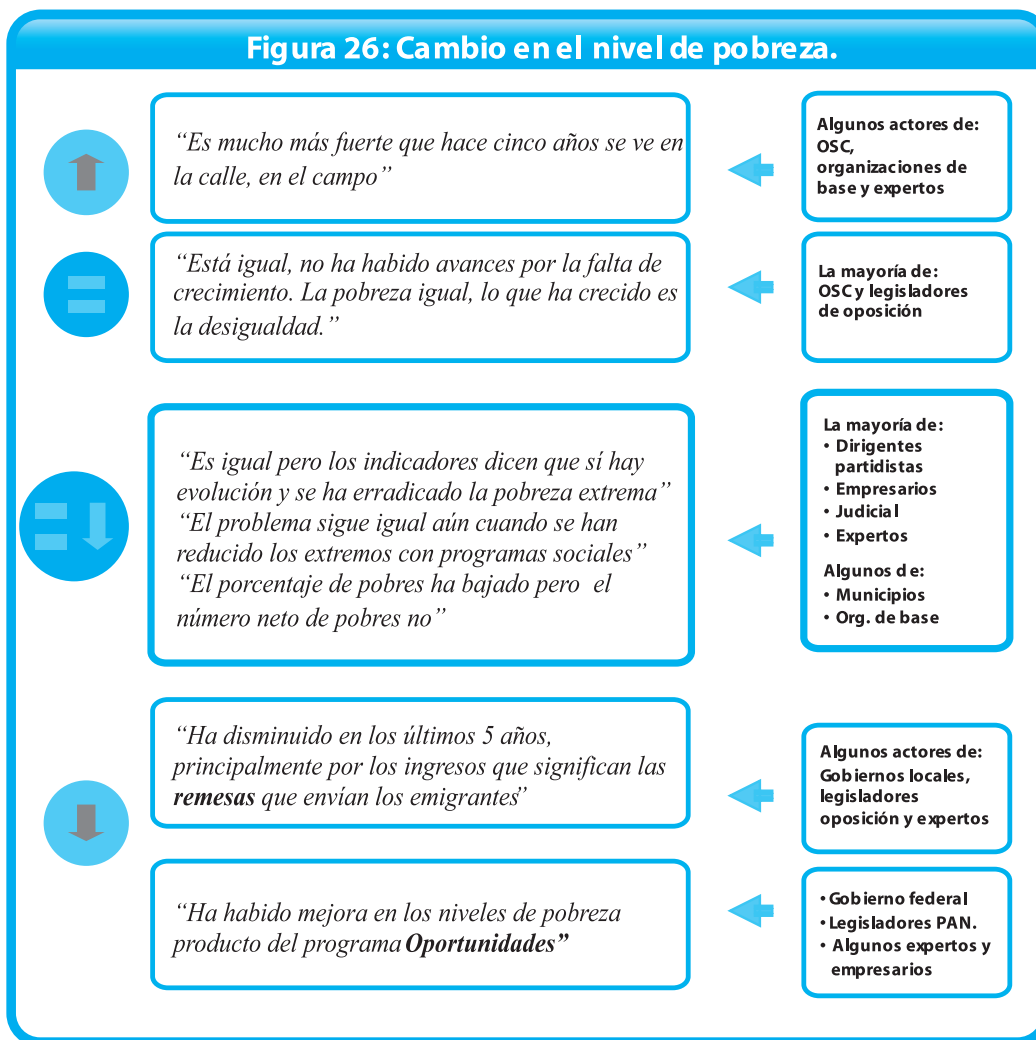 Figura 26: Cambio en el nivel de pobreza.
“Es mucho más fuerte que hace cinco años se ve en
la calle, en el campo”
Algunos actores de:
OSC,
organizaciones de
base y expertos
“Está igual, no ha habido avances por la falta de
crecimiento. La pobreza igual, lo que ha crecido es
la desigualdad.”
La mayoría de:
OSC y legisladores
de oposición
“Es igual pero los indicadores dicen que sí hay
evolución y se ha erradicado la pobreza extrema”
“El problema sigue igual aún cuando se han
reducido los extremos con programas sociales”
“El porcentaje de pobres ha bajado pero el
número neto de pobres no”
La mayoría de:
• Dirigentes
partidistas
• Empresarios
• Judicial
• Expertos
Algunos de:
• Municipios
• Org. de base
“Ha disminuido en los últimos 5 años,
principalmente por los ingresos que significan las
remesas que envían los emigrantes”
Algunos actores de:
Gobiernos locales,
legisladores
oposición y expertos
“Ha habido mejora en los niveles de pobreza
producto del programa Oportunidades”
• Gobierno federal
• Legisladores PAN.
• Algunos expertos y
empresarios